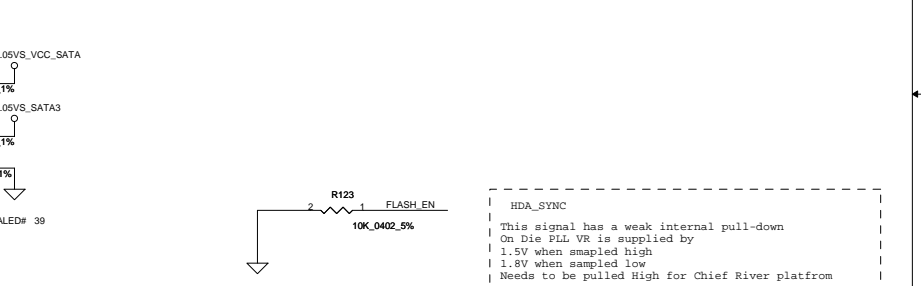 .05VS_VCC_SATA
1%
.05VS_SATA3
1%
1%
ALED# 39
R123
2 1 FLASH_EN
10K_0402_5%
HDA_SYNC
This signal has a weak internal pull-down
On Die PLL VR is supplied by
1.5V when smapled high
1.8V when sampled low
Needs to be pulled High for Chief River platfrom